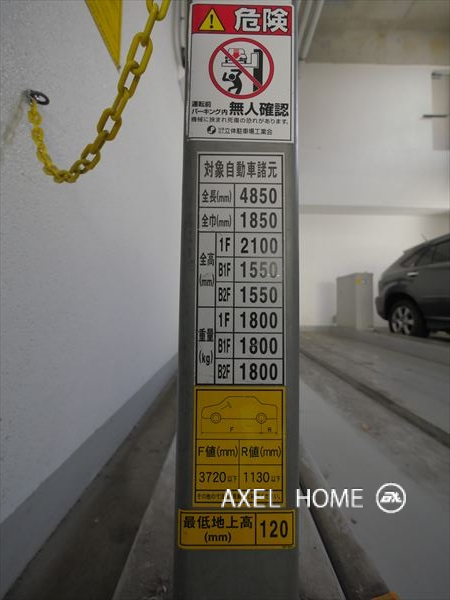 危険
運転前
パーキング内 無人確認
機械に挟まれ死傷の恐れがあります。
立体駐車場工業会
対象自動車諸元
全長(mm) 4850
全巾(mm) 1850
全高(mm) 1F 2100
B1F 1550
B2F 1550
重量(kg) 1F 1800
B1F 1800
B2F 1800
F R
F値(mm) R値(mm)
3720以下 1130以下
AXEL HOME
最低地上高(mm) 120